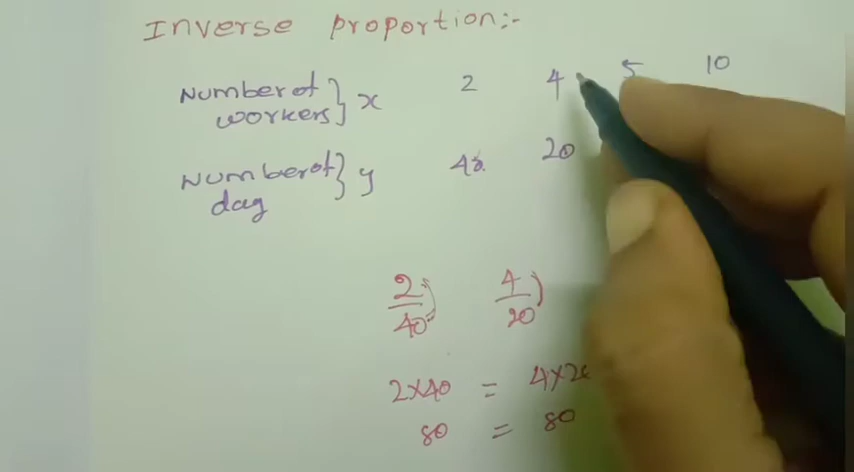 Inverse proportion:-
Number of } x 2 4 5 10
workers
Number of } y 40 20
day
2/40 4/20
2x40 = 4x20
80 = 80